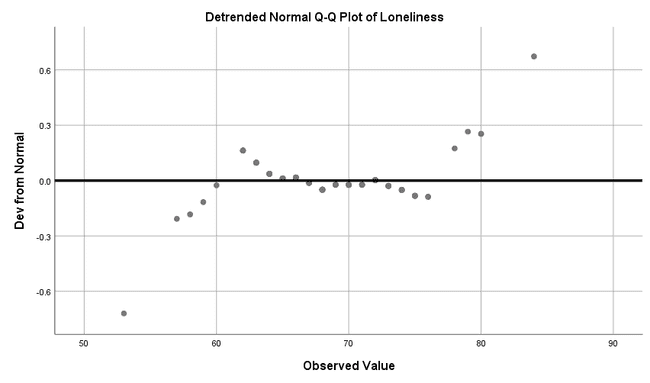 Detrended Normal Q-Q Plot of Loneliness
0.6
0.3
0.0
-0.3
-0.6
Dev from Normal
50 60 70 80 90
Observed Value